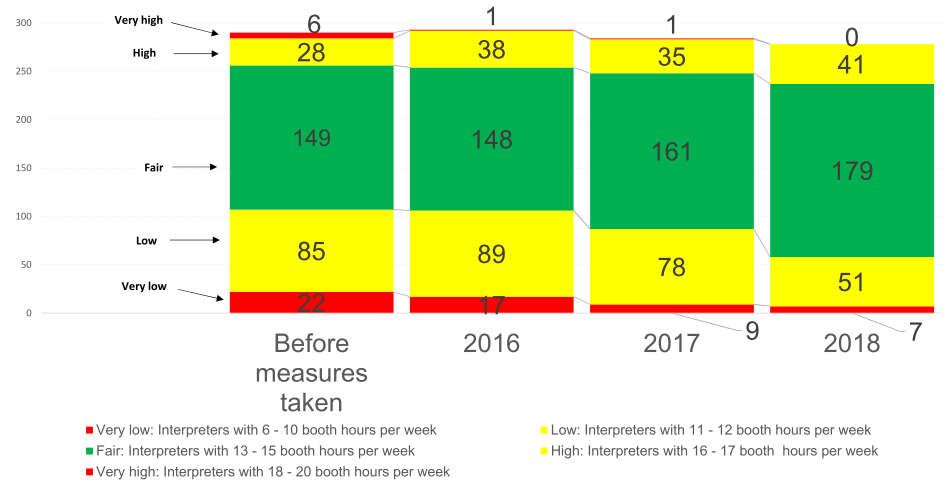 300
250
200
150
100
50
0
Very high
High
Fair
Low
Very low
6
28
149
85
22
1
38
148
89
17
1
35
161
78
9
0
41
179
51
7
Before
measures
taken
2016
2017
2018
Very low: Interpreters with 6 - 10 booth hours per week
Low: Interpreters with 11 - 12 booth hours per week
Fair: Interpreters with 13 - 15 booth hours per week
High: Interpreters with 16 - 17 booth  hours per week
Very high: Interpreters with 18 - 20 booth hours per week